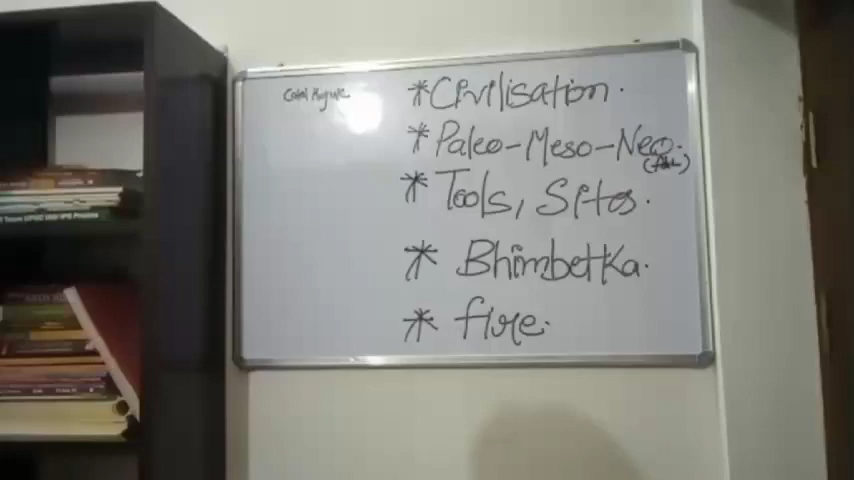 * Civilisation.
* Paleo-Meso-Neo.
* Tools, Sites.
* Bhimbetka.
* fire.